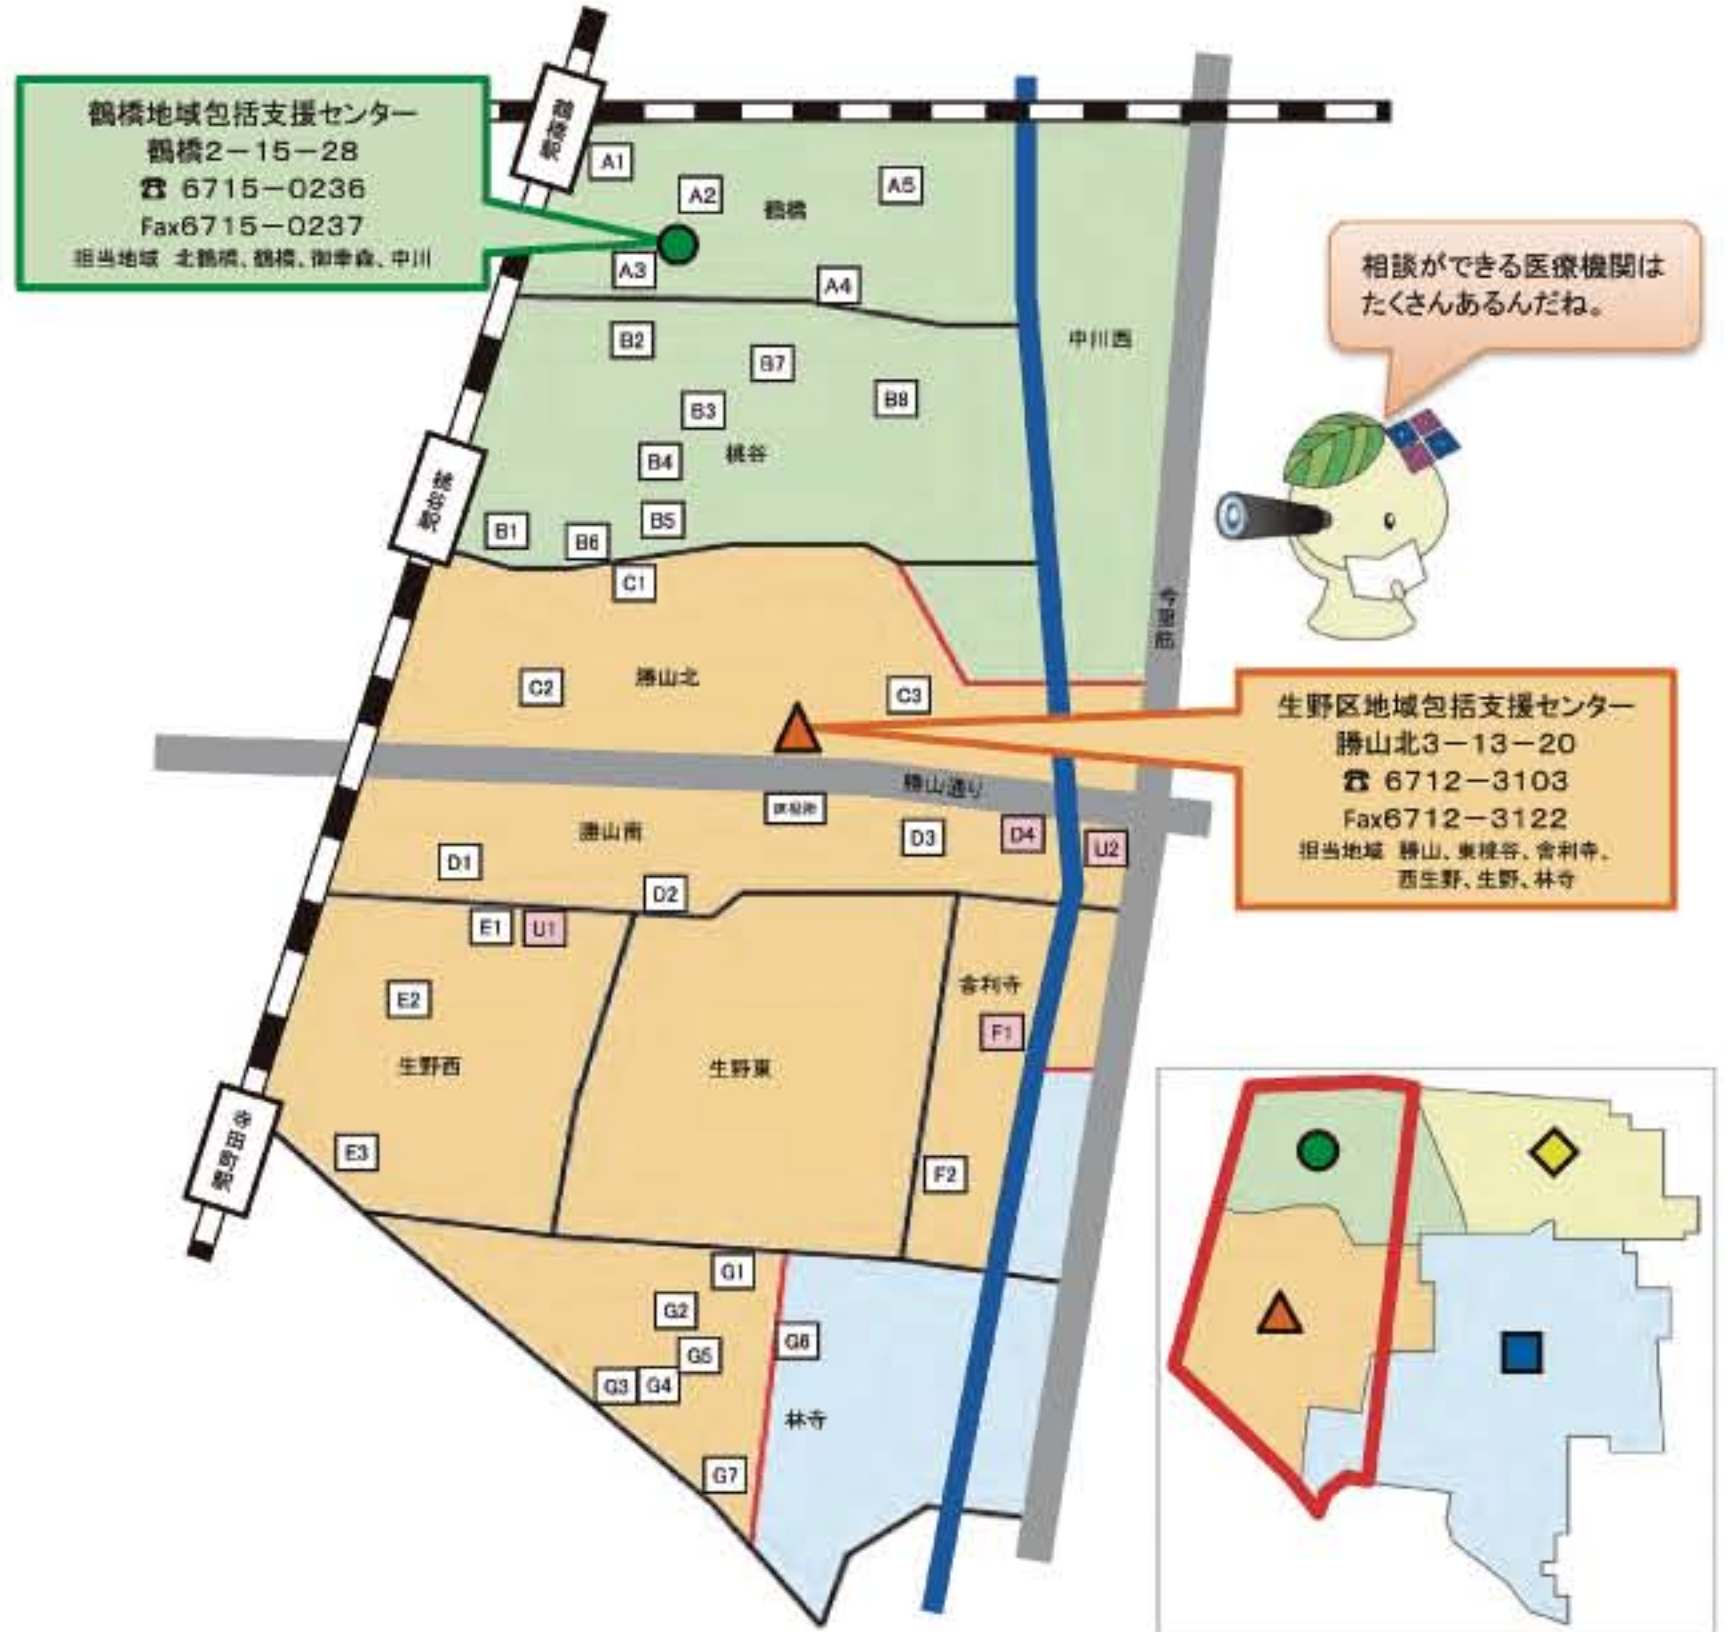 鶴橋地域包括支援センター
鶴橋2－15－28
☎ 6715－0236
Fax6715－0237
担当地域 北鶴橋、鶴橋、御幸森、中川
鶴橋駅
A1
A2
A5
鶴橋
A3
A4
中川西
相談ができる医療機関は
たくさんあるんだね。
B2
B7
B8
B3
B4
桃谷
桃谷駅
B5
B1
B6
C1
今里筋
C2
勝山北
C3
生野区地域包括支援センター
勝山北3－13－20
☎ 6712－3103
Fax6712－3122
担当地域 勝山、東桃谷、舎利寺、
西生野、生野、林寺
勝山通り
区役所
勝山南
D3
D4
U2
D1
D2
E1
U1
E2
舎利寺
F1
生野西
生野東
寺田町駅
E3
F2
G1
G2
G6
G5
G3
G4
林寺
G7